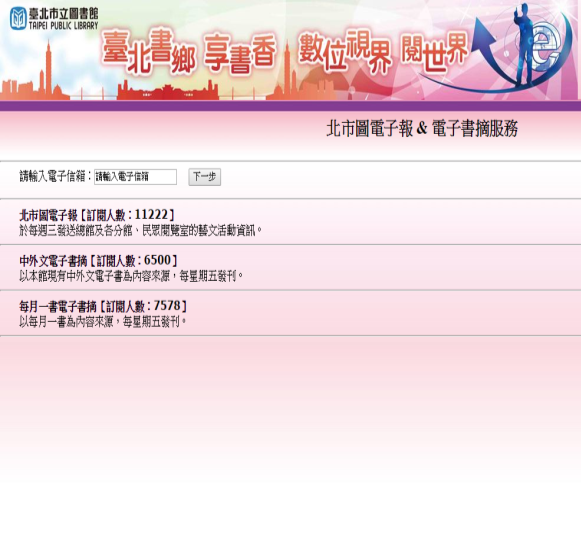 臺北市立圖書館
TAIPEI PUBLIC LIBRARY
臺北書鄉 享書香 數位視界 閱世界
e
北市圖電子報 & 電子書摘服務
請輸入電子信箱：請輸入電子信箱 下一步
北市圖電子報【訂閱人數：11222】
於每週三發送總館及各分館、民眾閱覽室的藝文活動資訊。
中外文電子書摘【訂閱人數：6500】
以本館現有中外文電子書為內容來源，每星期五發刊。
每月一書電子書摘【訂閱人數：7578】
以每月一書為內容來源，每星期五發刊。